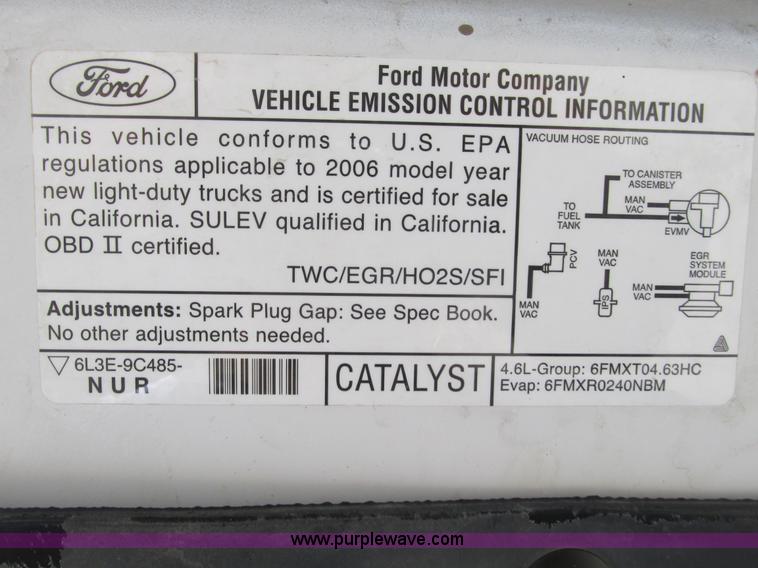 Ford
Ford Motor Company
VEHICLE EMISSION CONTROL INFORMATION
This vehicle conforms to U.S. EPA
regulations applicable to 2006 model year
new light-duty trucks and is certified for sale
in California. SULEV qualified in California.
OBD II certified.
TWC/EGR/HO2S/SFI
VACUUM HOSE ROUTING
TO CANISTER
ASSEMBLY
MAN
VAC
TO
FUEL
TANK
EVMV
PCV
MAN
VAC
MAN
VAC
IPS
EGR
SYSTEM
MODULE
MAN
VAC
Adjustments: Spark Plug Gap: See Spec Book.
No other adjustments needed.
6L3E-9C485-
NUR
CATALYST
4.6L-Group: 6FMXT04.63HC
Evap: 6FMXR0240NBM
www.purplewave.com